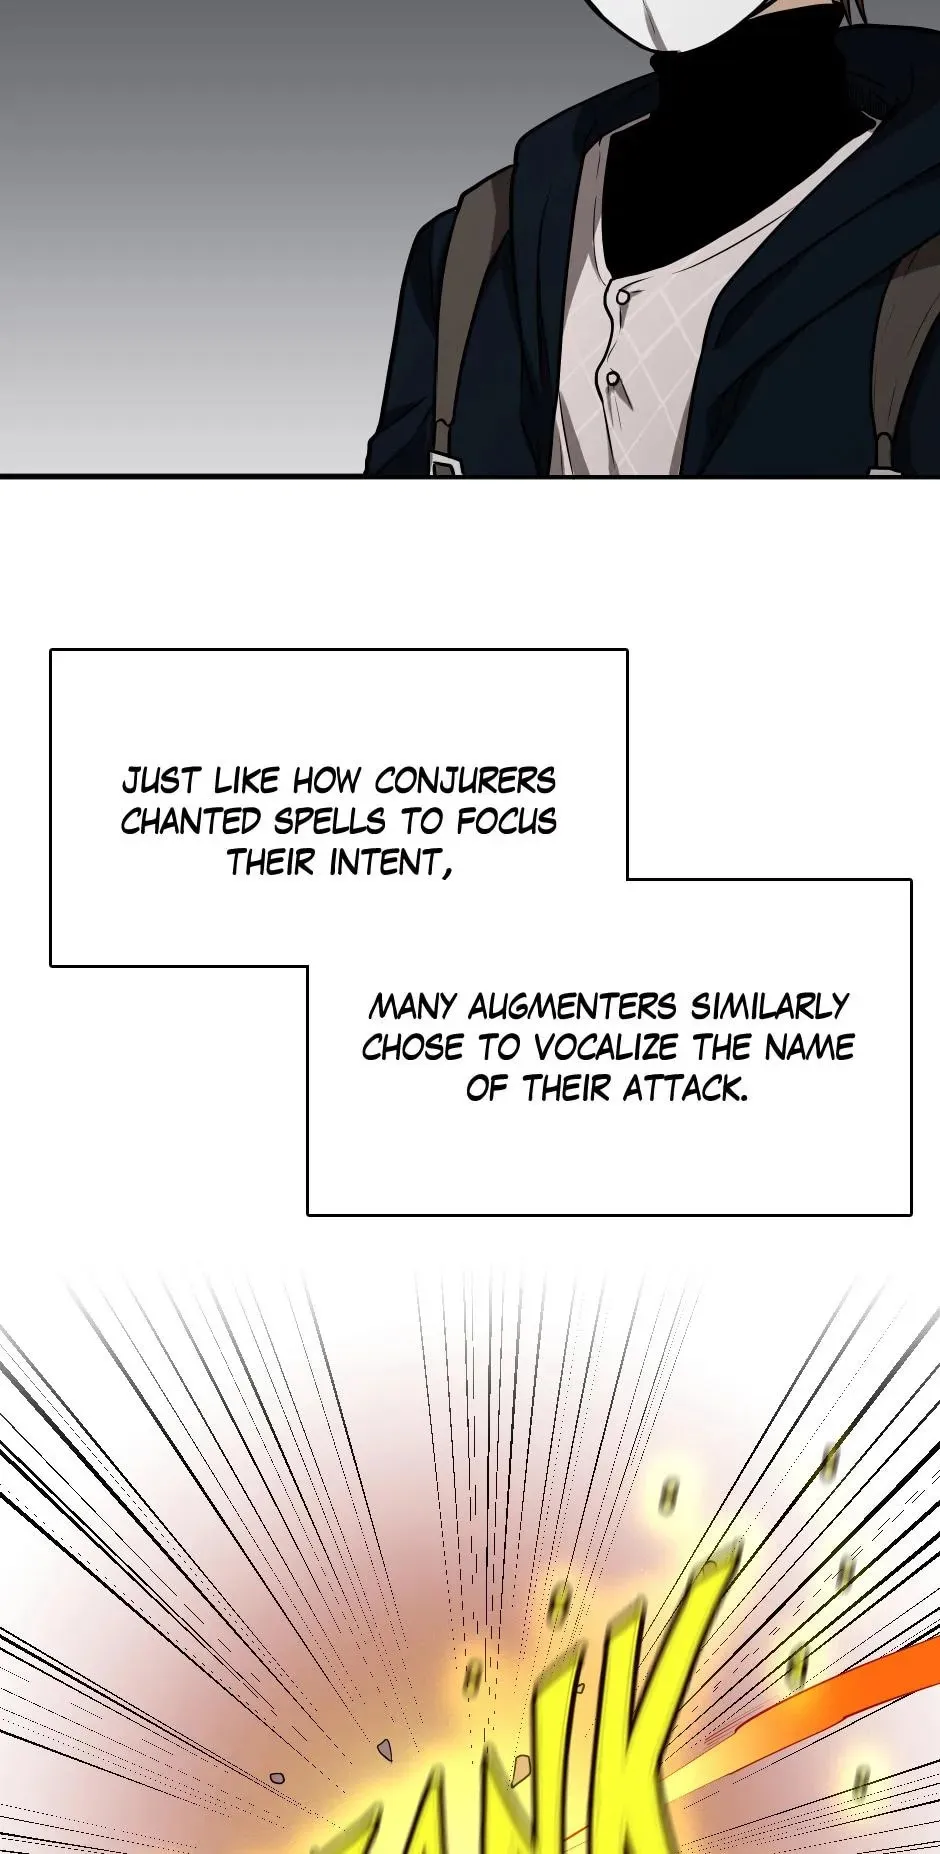 JUST LIKE HOW CONJURERS
CHANTED SPELLS TO FOCUS
THEIR INTENT,
MANY AUGMENTERS SIMILARLY
CHOSE TO VOCALIZE THE NAME
OF THEIR ATTACK.